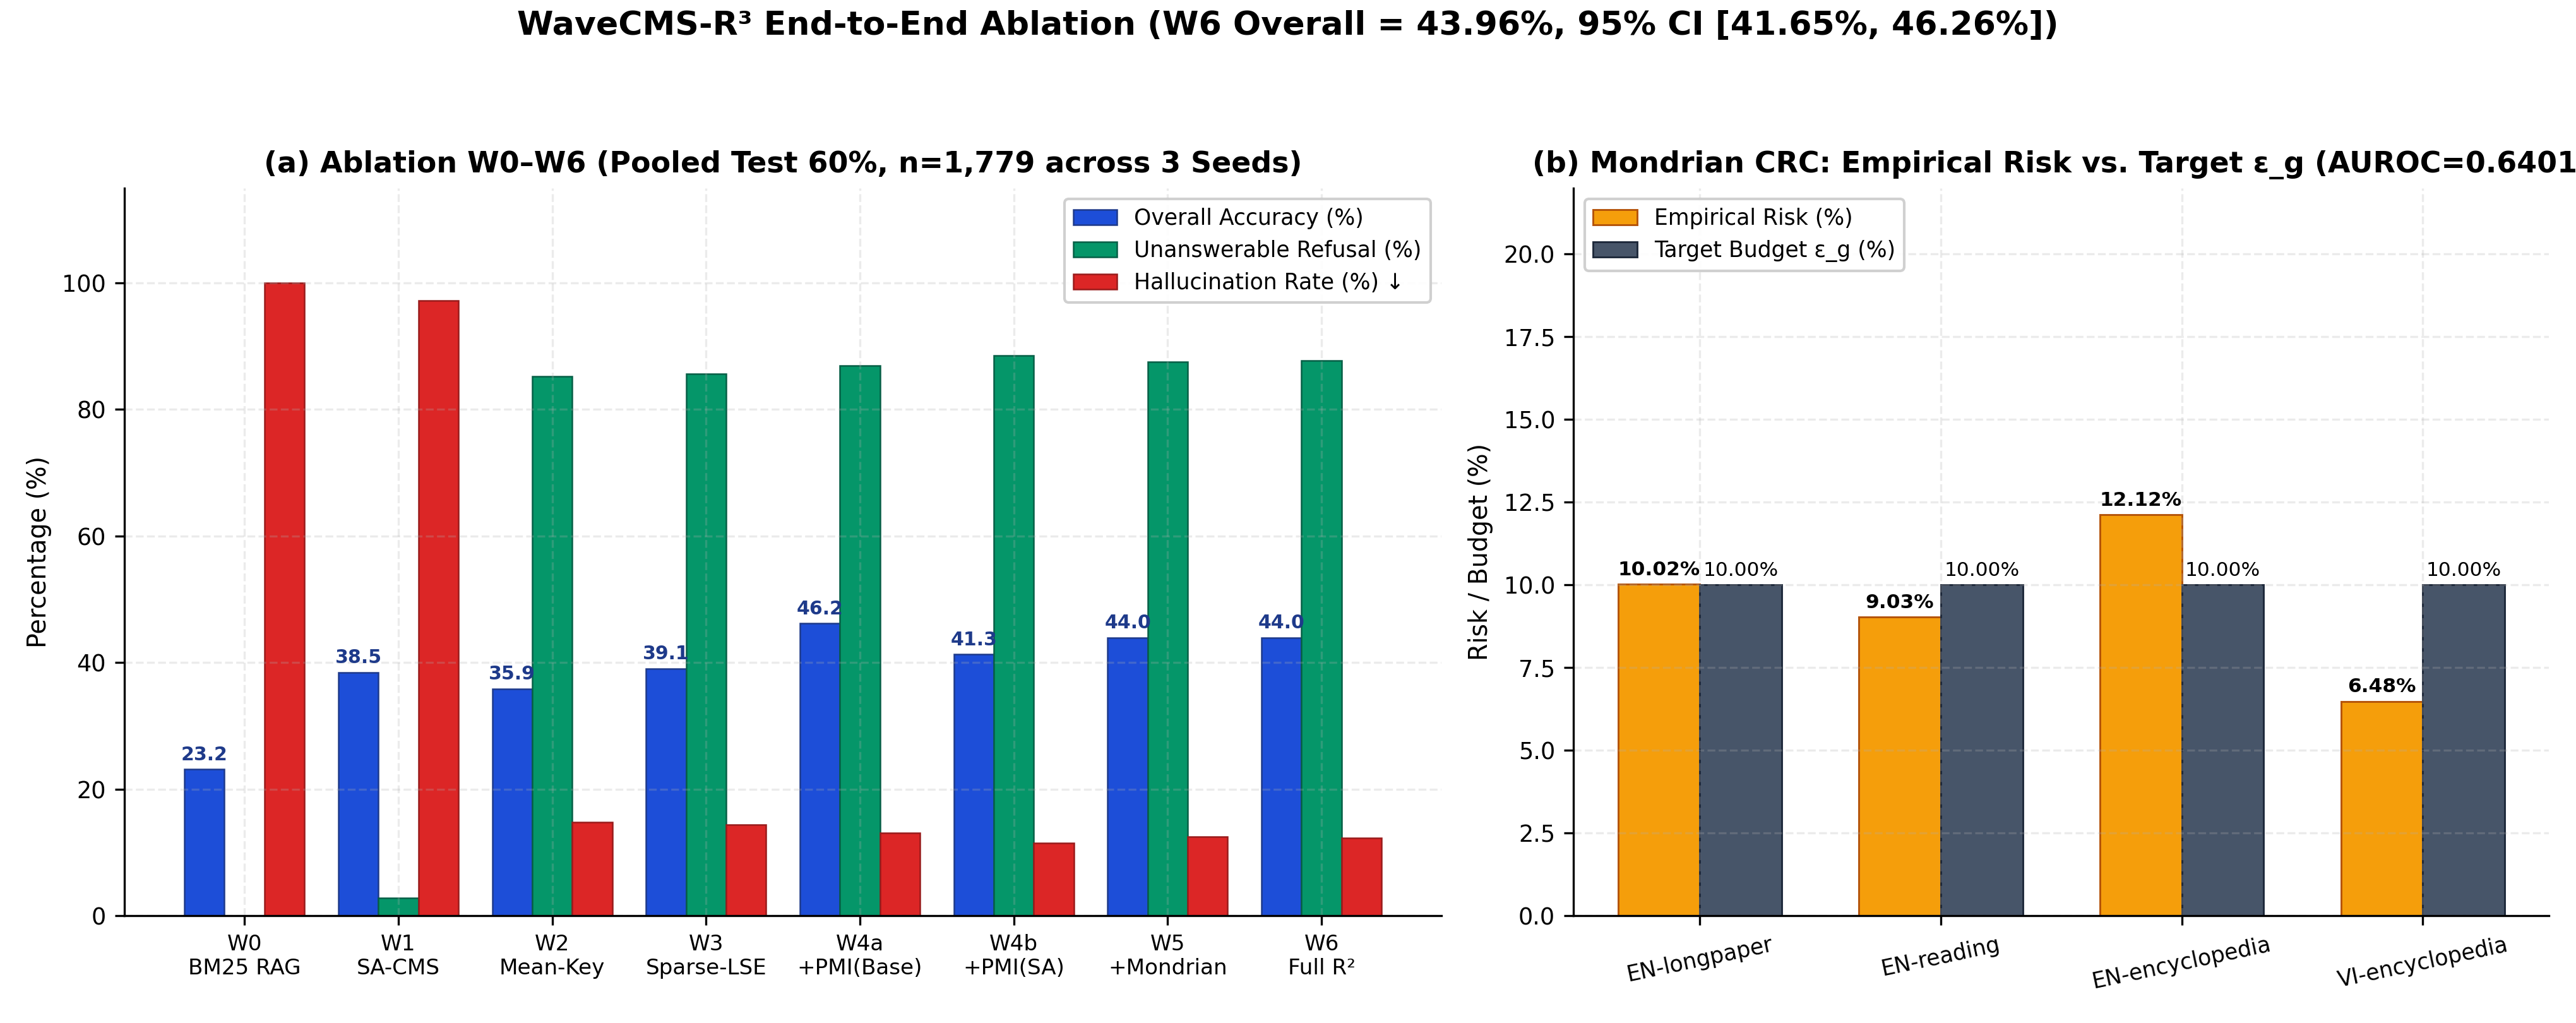 WaveCMS-R³ End-to-End Ablation (W6 Overall = 43.96%, 95% CI [41.65%, 46.26%])
(a) Ablation W0–W6 (Pooled Test 60%, n=1,779 across 3 Seeds)
Overall Accuracy (%)
Unanswerable Refusal (%)
Hallucination Rate (%) ↓
Percentage (%)
100
80
60
40
20
0
23.2
38.5
35.9
39.1
46.2
41.3
44.0
44.0
W0
BM25 RAG
W1
SA-CMS
W2
Mean-Key
W3
Sparse-LSE
W4a
+PMI(Base)
W4b
+PMI(SA)
W5
+Mondrian
W6
Full R²
(b) Mondrian CRC: Empirical Risk vs. Target ε_g (AUROC=0.6401
Empirical Risk (%)
Target Budget ε_g (%)
Risk / Budget (%)
20.0
17.5
15.0
12.5
10.0
7.5
5.0
2.5
0.0
10.02%
10.00%
9.03%
10.00%
12.12%
10.00%
6.48%
10.00%
EN-longpaper
EN-reading
EN-encyclopedia
VI-encyclopedia